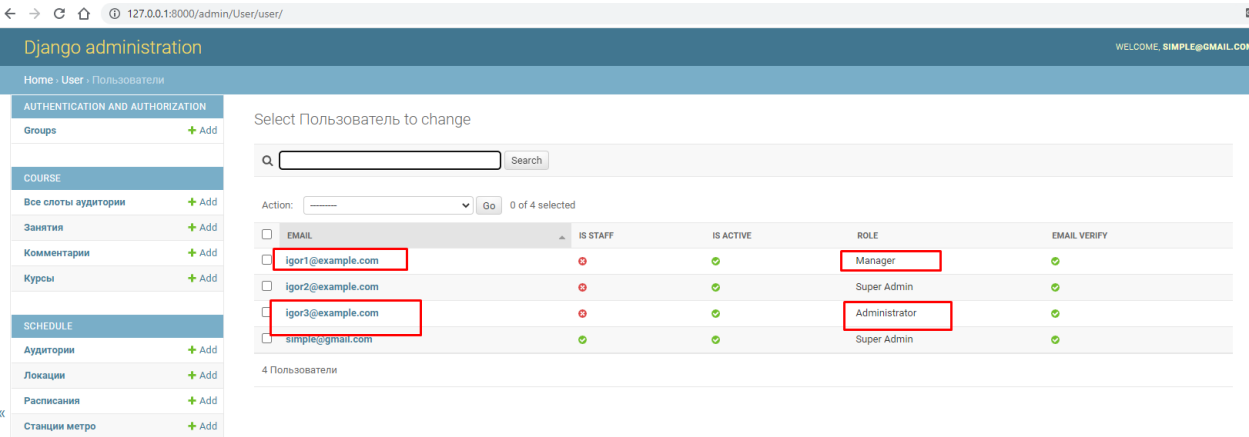 127.0.0.1:8000/admin/User/user/
Django administration
WELCOME, SIMPLE@GMAIL.COM
Home › User › Пользователи
AUTHENTICATION AND AUTHORIZATION
Groups + Add
COURSE
Все слоты аудитории + Add
Занятия + Add
Комментарии + Add
Курсы + Add
SCHEDULE
Аудитории + Add
Локации + Add
Расписания + Add
Станции метро + Add
«
Select Пользователь to change
Search
Action: --------- Go 0 of 4 selected
EMAIL IS STAFF IS ACTIVE ROLE EMAIL VERIFY
igor1@example.com Manager
igor2@example.com Super Admin
igor3@example.com Administrator
simple@gmail.com Super Admin
4 Пользователи